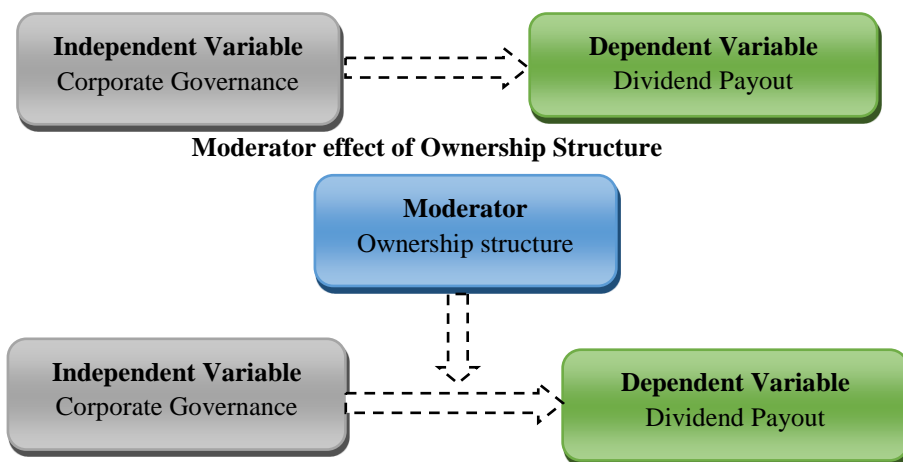 Independent Variable
Corporate Governance
Dependent Variable
Dividend Payout
Moderator effect of Ownership Structure
Moderator
Ownership structure
Independent Variable
Corporate Governance
Dependent Variable
Dividend Payout